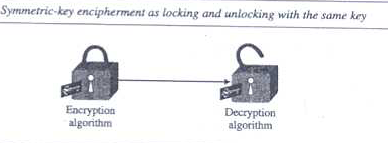 Symmetric-key encipherment as locking and unlocking with the same key
Encryption
algorithm
Decryption
algorithm